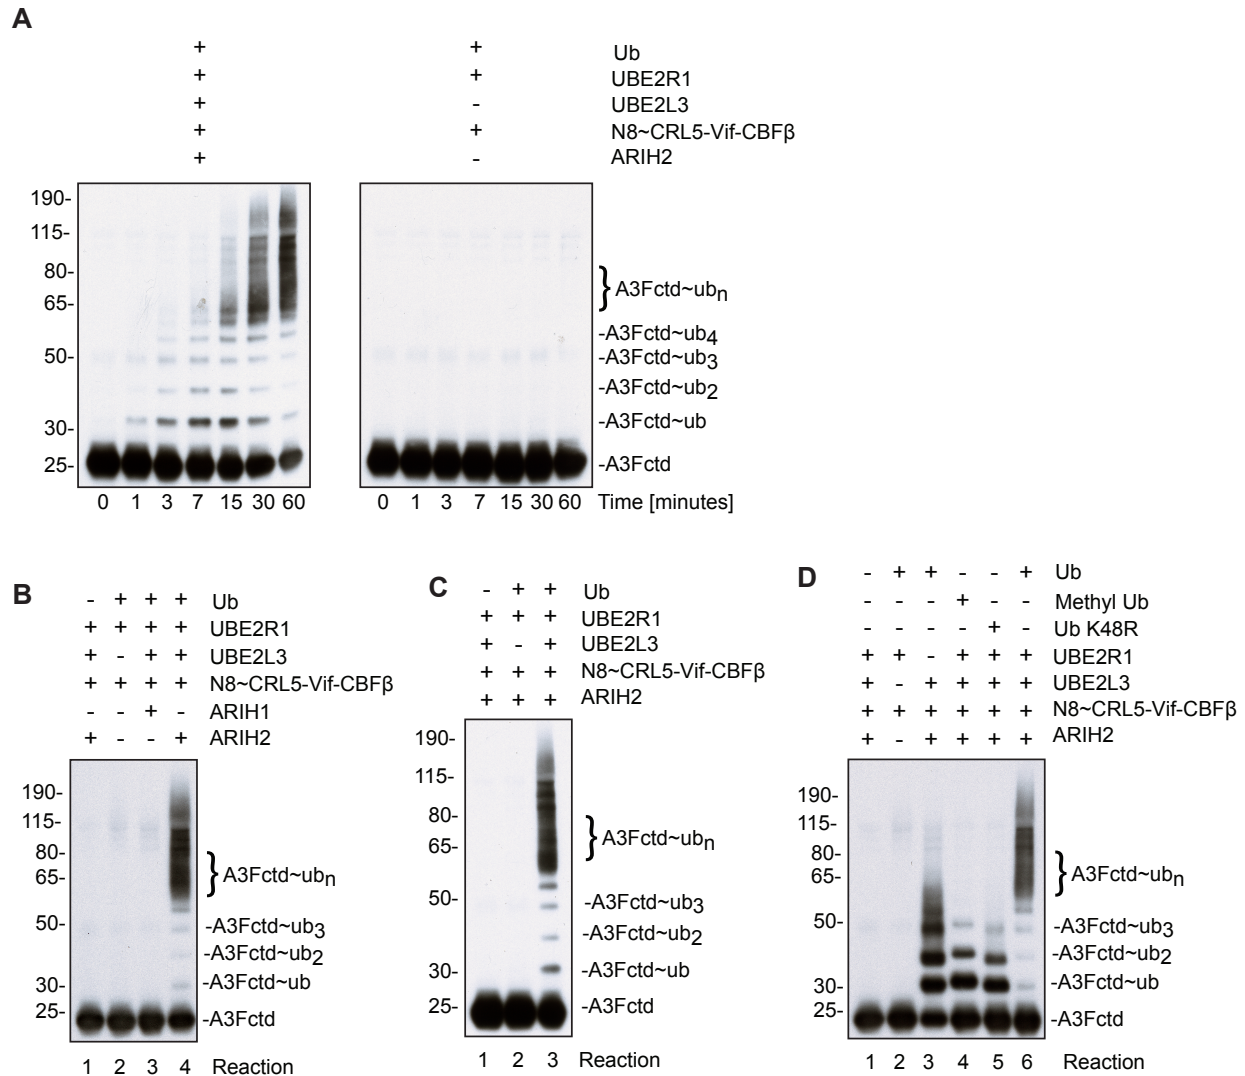 A
+ + Ub
+ + UBE2R1
+ - UBE2L3
+ + N8~CRL5-Vif-CBFβ
+ - ARIH2
190-
115-
80-
65-
50-
30-
25-
A3Fctd~ubn
-A3Fctd~ub4
-A3Fctd~ub3
-A3Fctd~ub2
-A3Fctd~ub
-A3Fctd
0 1 3 7 15 30 60 0 1 3 7 15 30 60 Time [minutes]
B
- + + + Ub
+ + + + UBE2R1
+ - + + UBE2L3
+ + + + N8~CRL5-Vif-CBFβ
- - + - ARIH1
+ - - + ARIH2
190-
115-
80-
65-
50-
30-
25-
A3Fctd~ubn
-A3Fctd~ub3
-A3Fctd~ub2
-A3Fctd~ub
-A3Fctd
1 2 3 4 Reaction
C
- + + Ub
+ + + UBE2R1
+ - + UBE2L3
+ + + N8~CRL5-Vif-CBFβ
+ + + ARIH2
190-
115-
80-
65-
50-
30-
25-
A3Fctd~ubn
-A3Fctd~ub3
-A3Fctd~ub2
-A3Fctd~ub
-A3Fctd
1 2 3 Reaction
D
- + + - - + Ub
- - - + - - Methyl Ub
- - - - + - Ub K48R
+ + - + + + UBE2R1
+ - + + + + UBE2L3
+ + + + + + N8~CRL5-Vif-CBFβ
+ - + + + + ARIH2
190-
115-
80-
65-
50-
30-
25-
A3Fctd~ubn
-A3Fctd~ub3
-A3Fctd~ub2
-A3Fctd~ub
-A3Fctd
1 2 3 4 5 6 Reaction